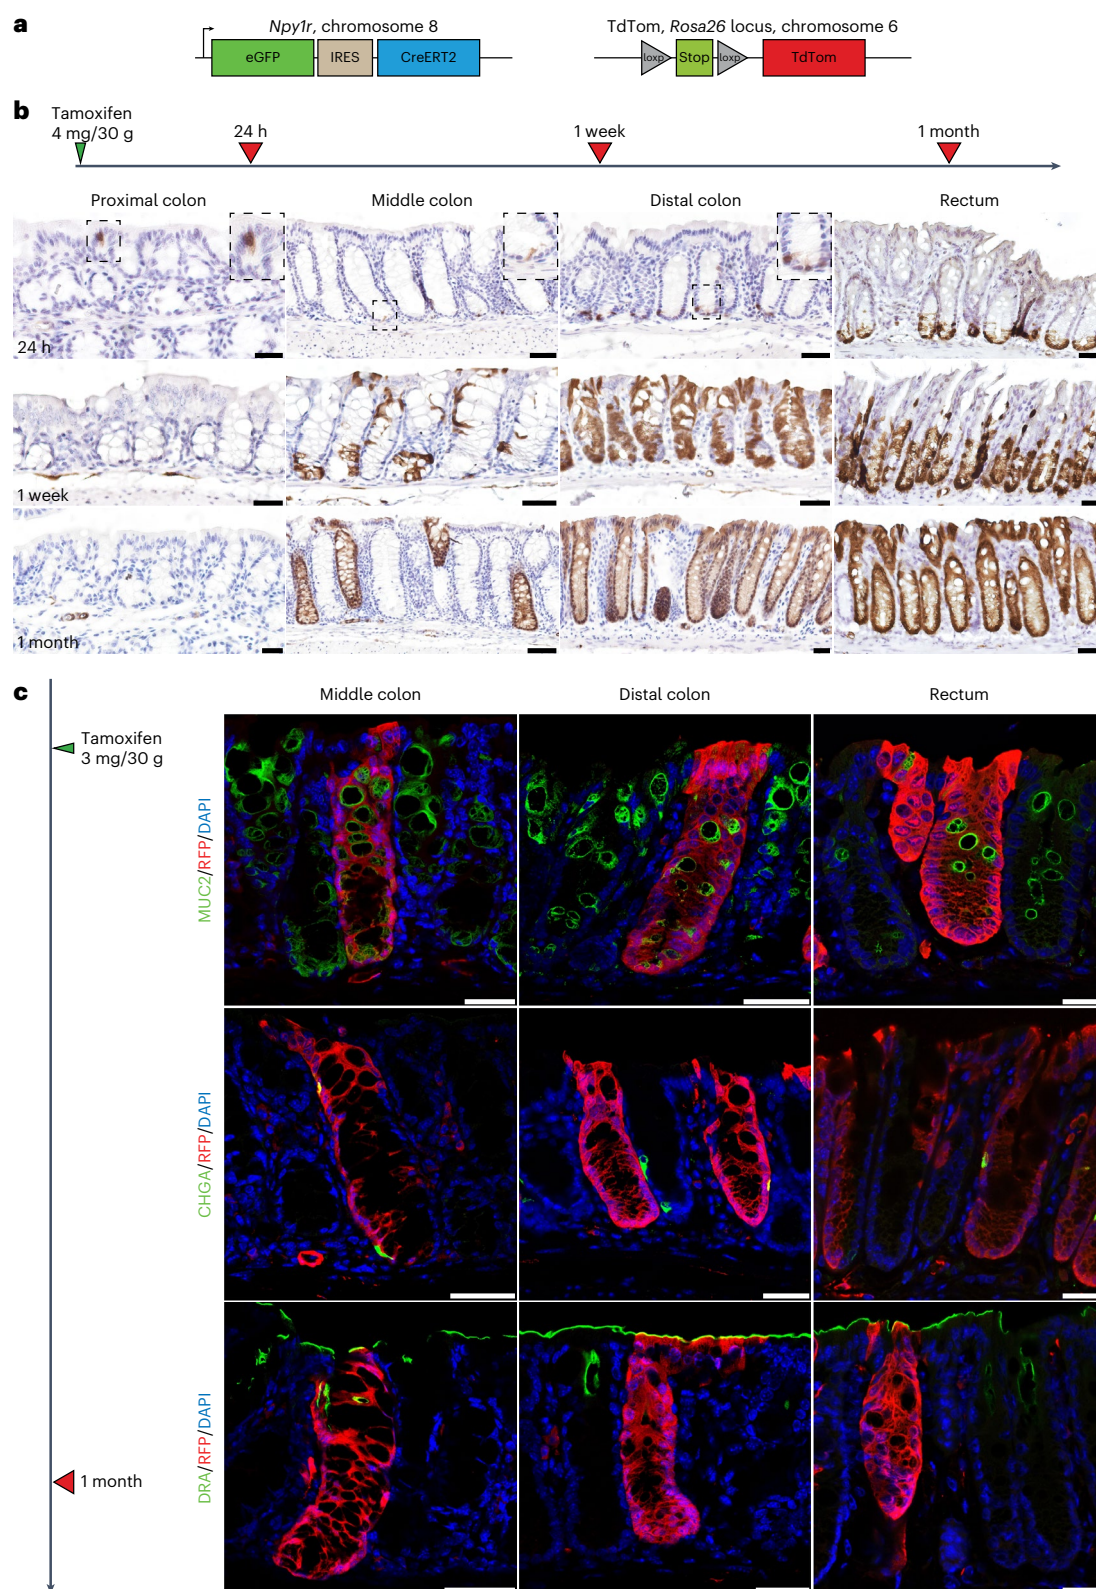 a
Npy1r, chromosome 8
TdTom, Rosa26 locus, chromosome 6
eGFP
IRES
CreERT2
loxp
Stop
loxp
TdTom
b
Tamoxifen
4 mg/30 g
24 h
1 week
1 month
Proximal colon
Middle colon
Distal colon
Rectum
24 h
1 week
1 month
c
Middle colon
Distal colon
Rectum
Tamoxifen
3 mg/30 g
MUC2/RFP/DAPI
CHGA/RFP/DAPI
DRA/RFP/DAPI
1 month